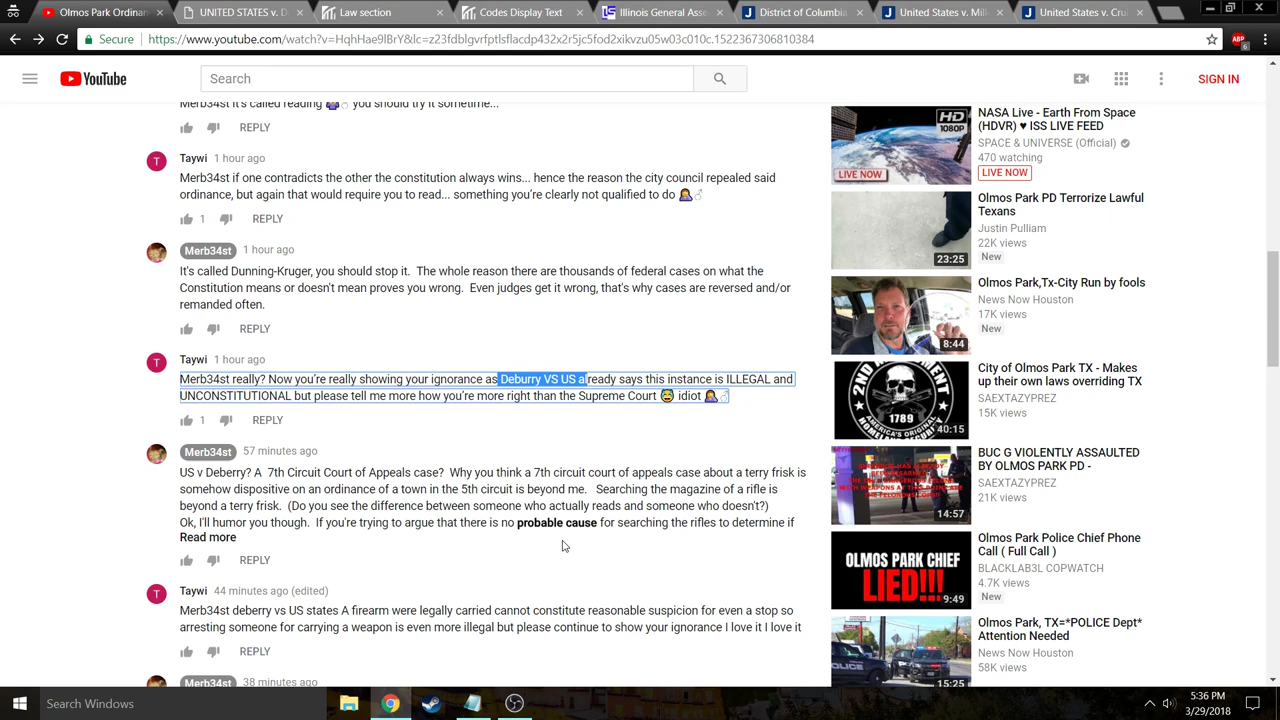 Olmos Park Ordinanc
UNITED STATES v. D
Law section
Codes Display Text
Illinois General Asse
District of Columbia
United States v. Milk
United States v. Crui
Secure
https://www.youtube.com/watch?v=HqhHae9lBrY&lc=z23fdblgvrfptlsflacdp432x2r5jc5fod2xikvzu05w03c010c.1522367306810384
ABP
6
YouTube
Search
SIGN IN
Merb34st it's called reading you should try it sometime...
REPLY
T
Taywi 1 hour ago
Merb34st if one contradicts the other the constitution always wins... hence the reason the city council repealed said
ordinance, but again that would require you to read... something you're clearly not qualified to do
1 REPLY
Merb34st 1 hour ago
It's called Dunning-Kruger, you should stop it. The whole reason there are thousands of federal cases on what the
Constitution means or doesn't mean proves you wrong. Even judges get it wrong, that's why cases are reversed and/or
remanded often.
REPLY
T
Taywi 1 hour ago
Merb34st really? Now you're really showing your ignorance as Deburry VS US already says this instance is ILLEGAL and
UNCONSTITUTIONAL but please tell me more how you're more right than the Supreme Court idiot
1 REPLY
Merb34st 57 minutes ago
US v Deberry? A 7th Circuit Court of Appeals case? Why you think a 7th circuit court of appeals case about a terry frisk is
somehow dispositive on an ordinance of a town in the 5th circuit is beyond me. Searching the magazine of a rifle is
beyond a terry frisk. (Do you see the difference between someone who actually reads and someone who doesn't?)
Ok, I'll humor you though. If you're trying to argue that there is no probable cause for searching the rifles to determine if
Read more
REPLY
T
Taywi 44 minutes ago (edited)
Merb34st deberry vs US states A firearm were legally carried cannot constitute reasonable suspicion for even a stop so
arresting someone for carrying a weapon is even more illegal but please continue to show your ignorance I love it I love it
REPLY
Merb34st 38 minutes ago
HD
1080P
LIVE NOW
NASA Live - Earth From Space
(HDVR) ♥ ISS LIVE FEED
SPACE & UNIVERSE (Official)
470 watching
LIVE NOW
23:25
Olmos Park PD Terrorize Lawful
Texans
Justin Pulliam
22K views
New
8:44
Olmos Park,Tx-City Run by fools
News Now Houston
17K views
New
2ND AMENDMENT
1789
AMERICA'S ORIGINAL
HOMELAND SECURITY
40:15
City of Olmos Park TX - Makes
up their own laws overriding TX
SAEXTAZYPREZ
15K views
14:57
BUC G VIOLENTLY ASSAULTED
BY OLMOS PARK PD -
SAEXTAZYPREZ
21K views
OLMOS PARK CHIEF
LIED!!!
9:49
Olmos Park Police Chief Phone
Call ( Full Call )
BLACKLAB3L COPWATCH
4.7K views
New
15:25
Olmos Park, TX=*POLICE Dept*
Attention Needed
News Now Houston
58K views
Search Windows
5:36 PM
3/29/2018